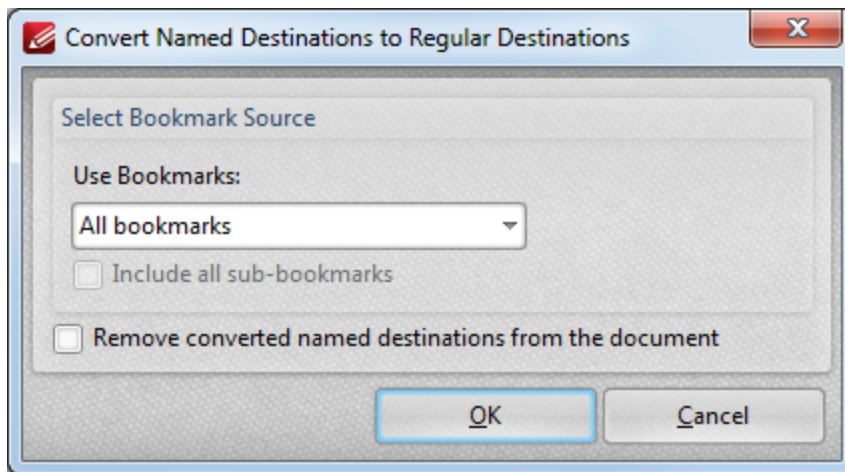 Convert Named Destinations to Regular Destinations
Select Bookmark Source
Use Bookmarks:
All bookmarks
Include all sub-bookmarks
Remove converted named destinations from the document
OK
Cancel